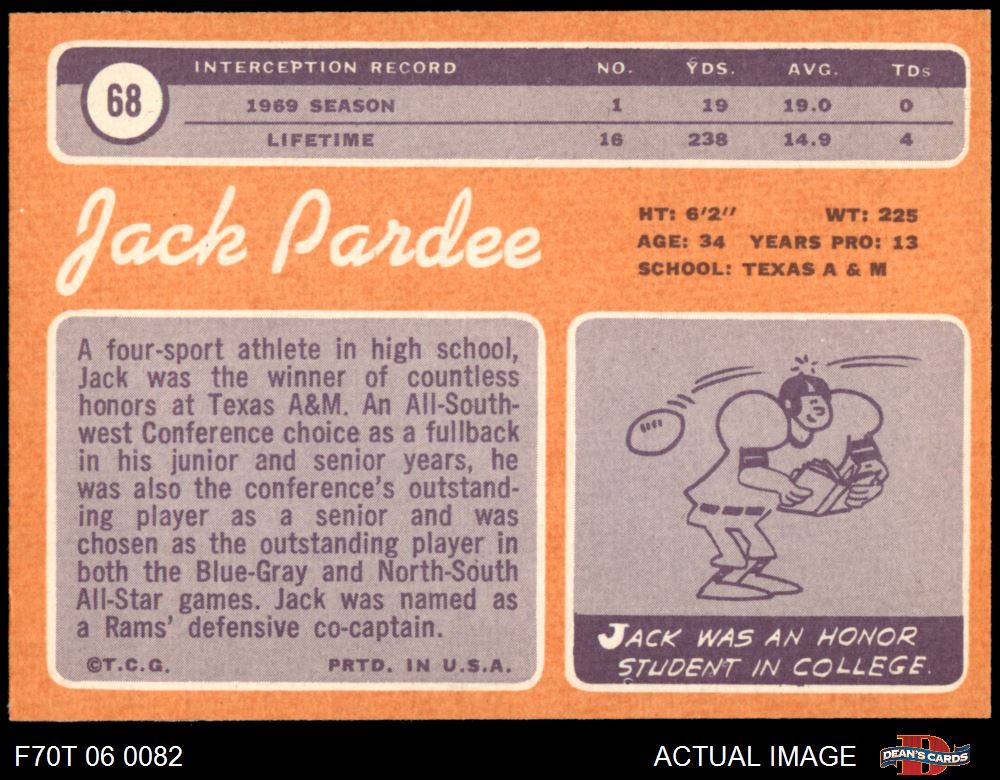 68
INTERCEPTION RECORD NO. YDS. AVG. TDs
1969 SEASON 1 19 19.0 0
LIFETIME 16 238 14.9 4
Jack Pardee
HT: 6'2" WT: 225
AGE: 34 YEARS PRO: 13
SCHOOL: TEXAS A & M
A four-sport athlete in high school,
Jack was the winner of countless
honors at Texas A&M. An All-South-
west Conference choice as a fullback
in his junior and senior years, he
was also the conference's outstand-
ing player as a senior and was
chosen as the outstanding player in
both the Blue-Gray and North-South
All-Star games. Jack was named as
a Rams' defensive co-captain.
©T.C.G. PRTD. IN U.S.A.
JACK WAS AN HONOR
STUDENT IN COLLEGE.
F70T 06 0082
ACTUAL IMAGE
DEAN'S CARDS